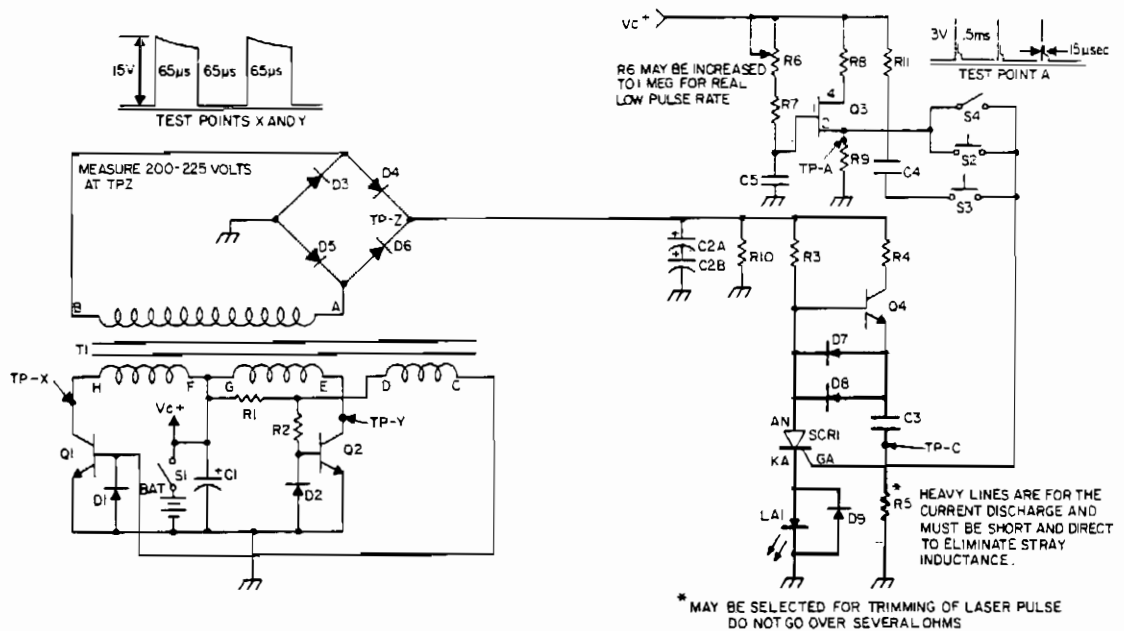 15V
65µs 65µs 65µs
TEST POINTS X AND Y
MEASURE 200-225 VOLTS
AT TPZ
D3
D4
D5
D6
TP-Z
B
A
T1
H
F
G
E
D
C
TP-X
Vc+
R1
R2
TP-Y
Q1
Q2
S1
BAT
C1
D1
D2
Vc+
R6 MAY BE INCREASED
TO 1 MEG FOR REAL
LOW PULSE RATE
R6
R8
R11
R7
4
1
2
Q3
TP-A
R9
C5
C4
S4
S2
S3
3V .5ms 15µsec
TEST POINT A
C2A
C2B
R10
R3
R4
Q4
D7
D8
C3
AN
SCR1
TP-C
KA
GA
LA1
D9
*
R5
HEAVY LINES ARE FOR THE
CURRENT DISCHARGE AND
MUST BE SHORT AND DIRECT
TO ELIMINATE STRAY
INDUCTANCE.
*MAY BE SELECTED FOR TRIMMING OF LASER PULSE
DO NOT GO OVER SEVERAL OHMS